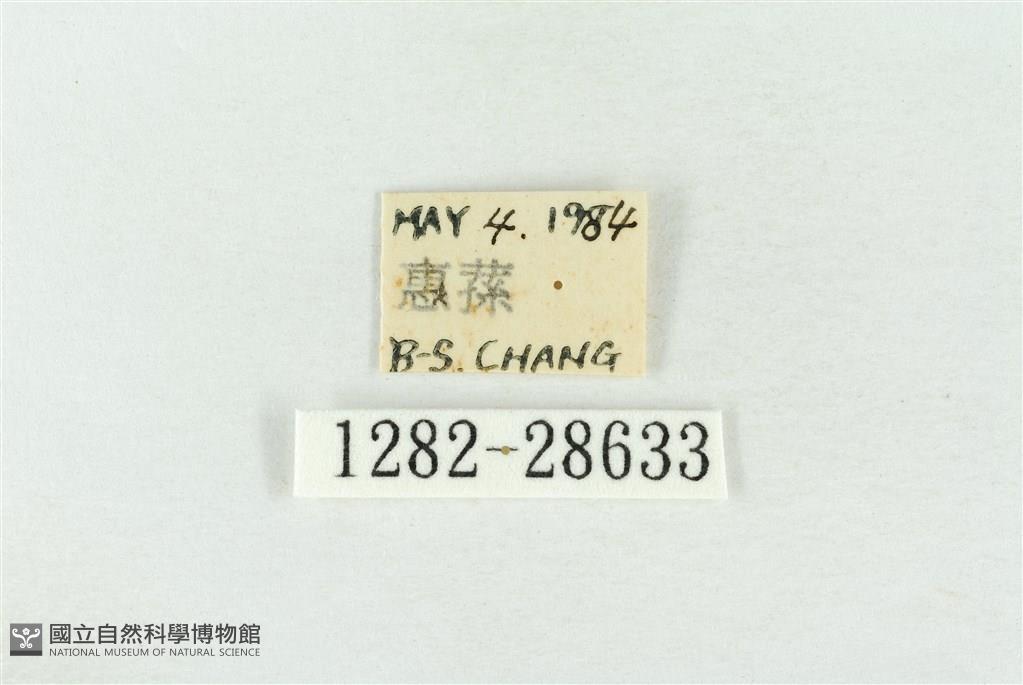 MAY 4. 1984
惠蓀
B-S. CHANG
1282-28633
國立自然科學博物館
NATIONAL MUSEUM OF NATURAL SCIENCE